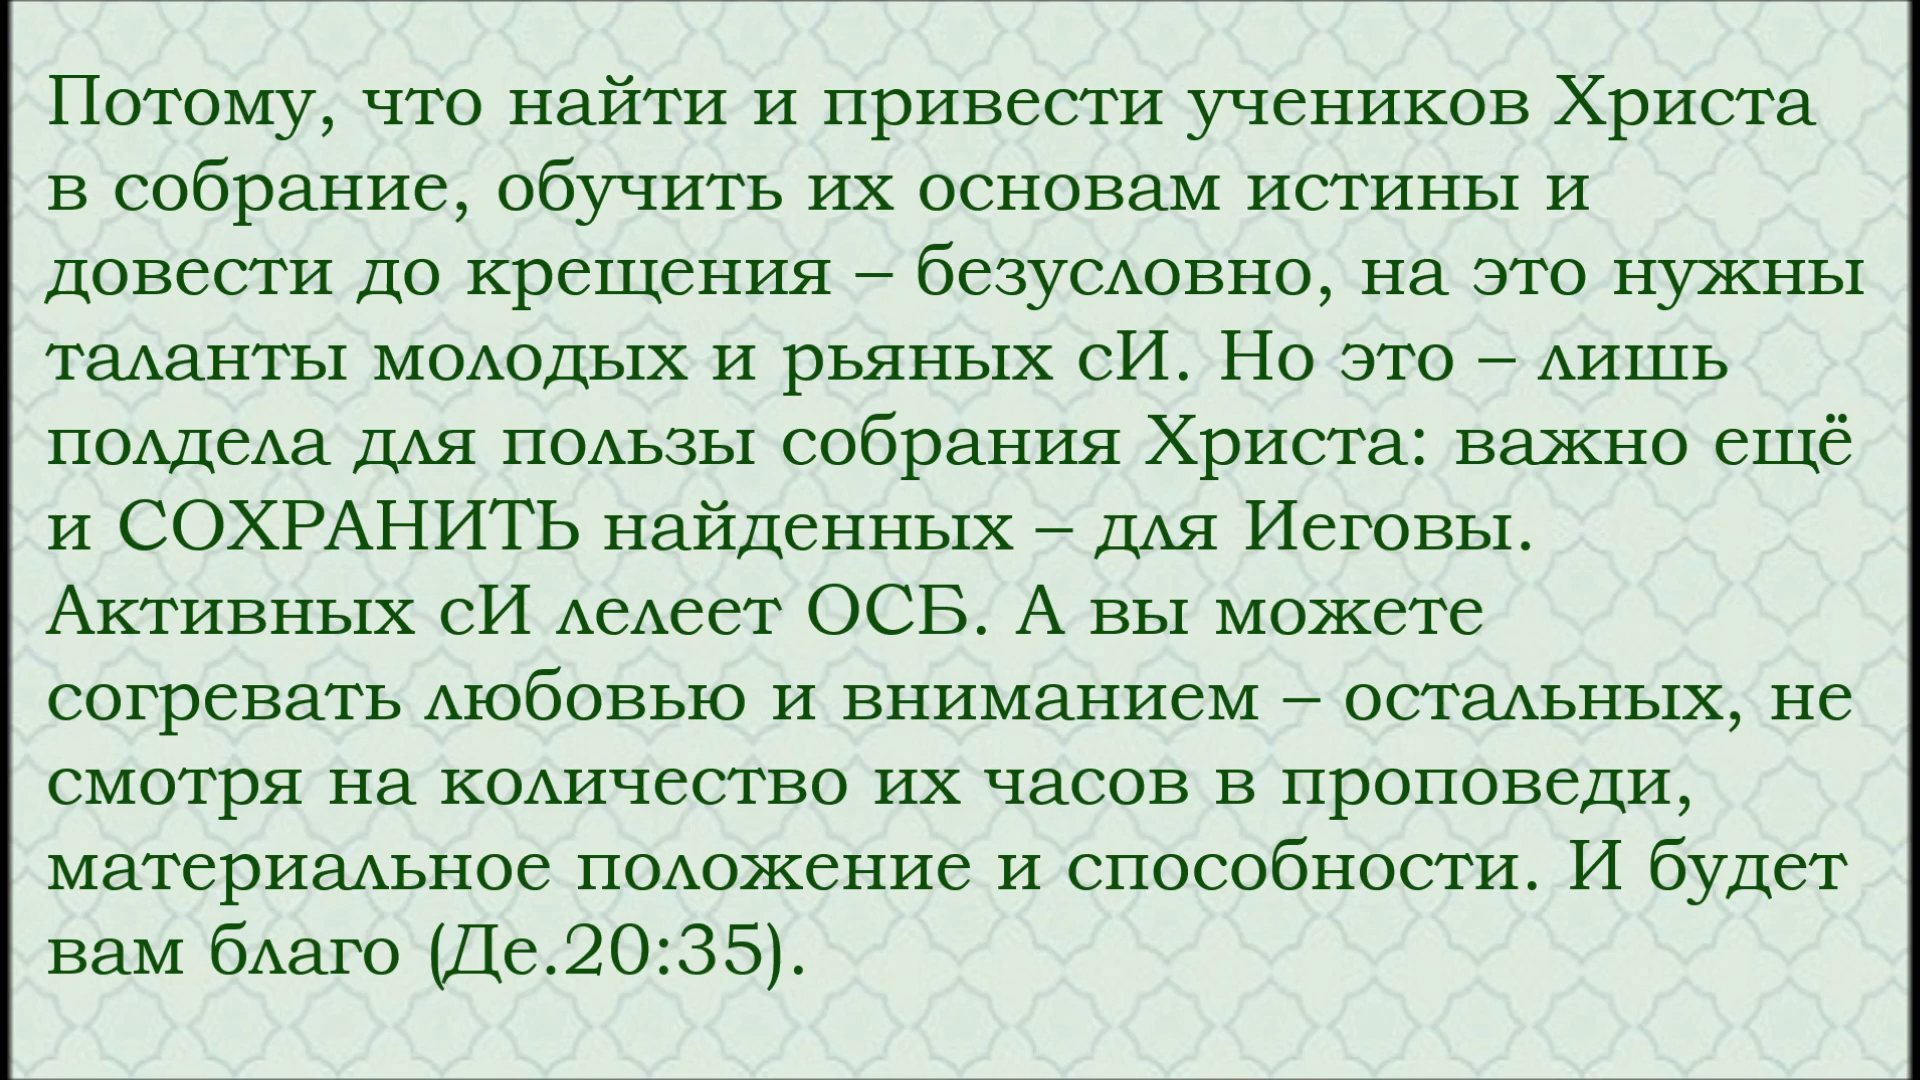 Потому, что найти и привести учеников Христа
в собрание, обучить их основам истины и
довести до крещения – безусловно, на это нужны
таланты молодых и рьяных сИ. Но это – лишь
полдела для пользы собрания Христа: важно ещё
и СОХРАНИТЬ найденных – для Иеговы.
Активных сИ лелеет ОСБ. А вы можете
согревать любовью и вниманием – остальных, не
смотря на количество их часов в проповеди,
материальное положение и способности. И будет
вам благо (Де.20:35).